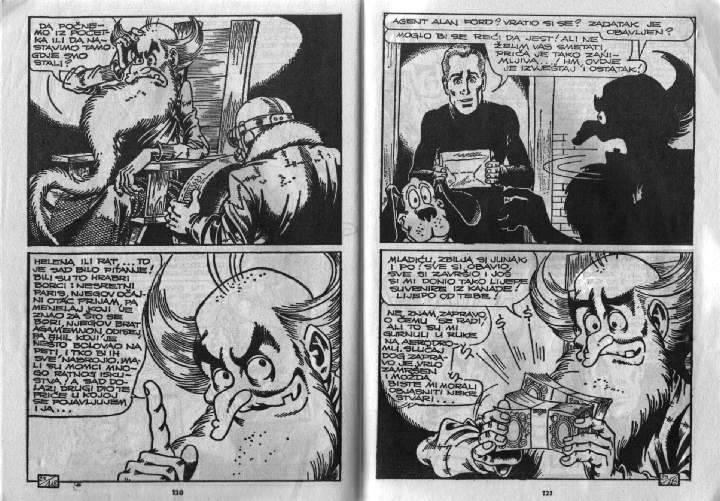 DA POČNE-
MO IZ POČET-
KA ILI DA NA-
STAVIMO TAMO
GDJE SMO
STALI?
HELENA ILI RAT,... TO
JE SAD BILO PITANJE!
BILI SU TO HRABRI
BORCI I NESRETNI
PARIS, NJEGOV OČAJ-
NI OTAC PRIJAM, PA
MENELAJ KOJI JE
ZNAO ZA ŠTO SE
BORI, NJEGOV BRAT
AGAMEMNON, ODISEJ,
PA AHIL KOJI JE
NEŠTO BOLOVAO NA
PETI, I TKO BI IH
SVE NABROJIO. IMA-
LI SU MOMCI MNO-
GO RATNOG ISKU-
STVA! A SAD DO-
LAZI DRUGI DIO TE
PRIČE U KOJOJ
SE POJAVLJUJEM
I JA...
120
AGENT ALAN FORD? VRATIO SI SE? ZADATAK JE
OBAVLJEN?
MOGLO BI SE REĆI DA JEST! ALI NE
ŽELIM VAS SMETATI,
PRIČA JE TAKO ZANI-
MLJIVA...! HM, OVDJE
JE IZVJEŠTAJ I OSTATAK!
MLADIĆU, ZBILJA SI JUNAK
I PO! SVE SI OBAVIO,
SVE SI ZAVRŠIO I JOŠ
SI MI DONIO TAKO LIJEPE
SUVENIRE IZ KANADE!
LIJEPO OD TEBE!
NE ZNAM, ZAPRAVO
O ČEMU SE RADI,
ALI TO SU MI
GURNULI U RUKE
NA AERODRO-
MU, SLUČAJ
DOG ZAPRA-
VO JE VRLO
ZAMRŠEN
I MOŽDA
BISTE MI MORALI
OBJASNITI NEKE
STVARI...
121